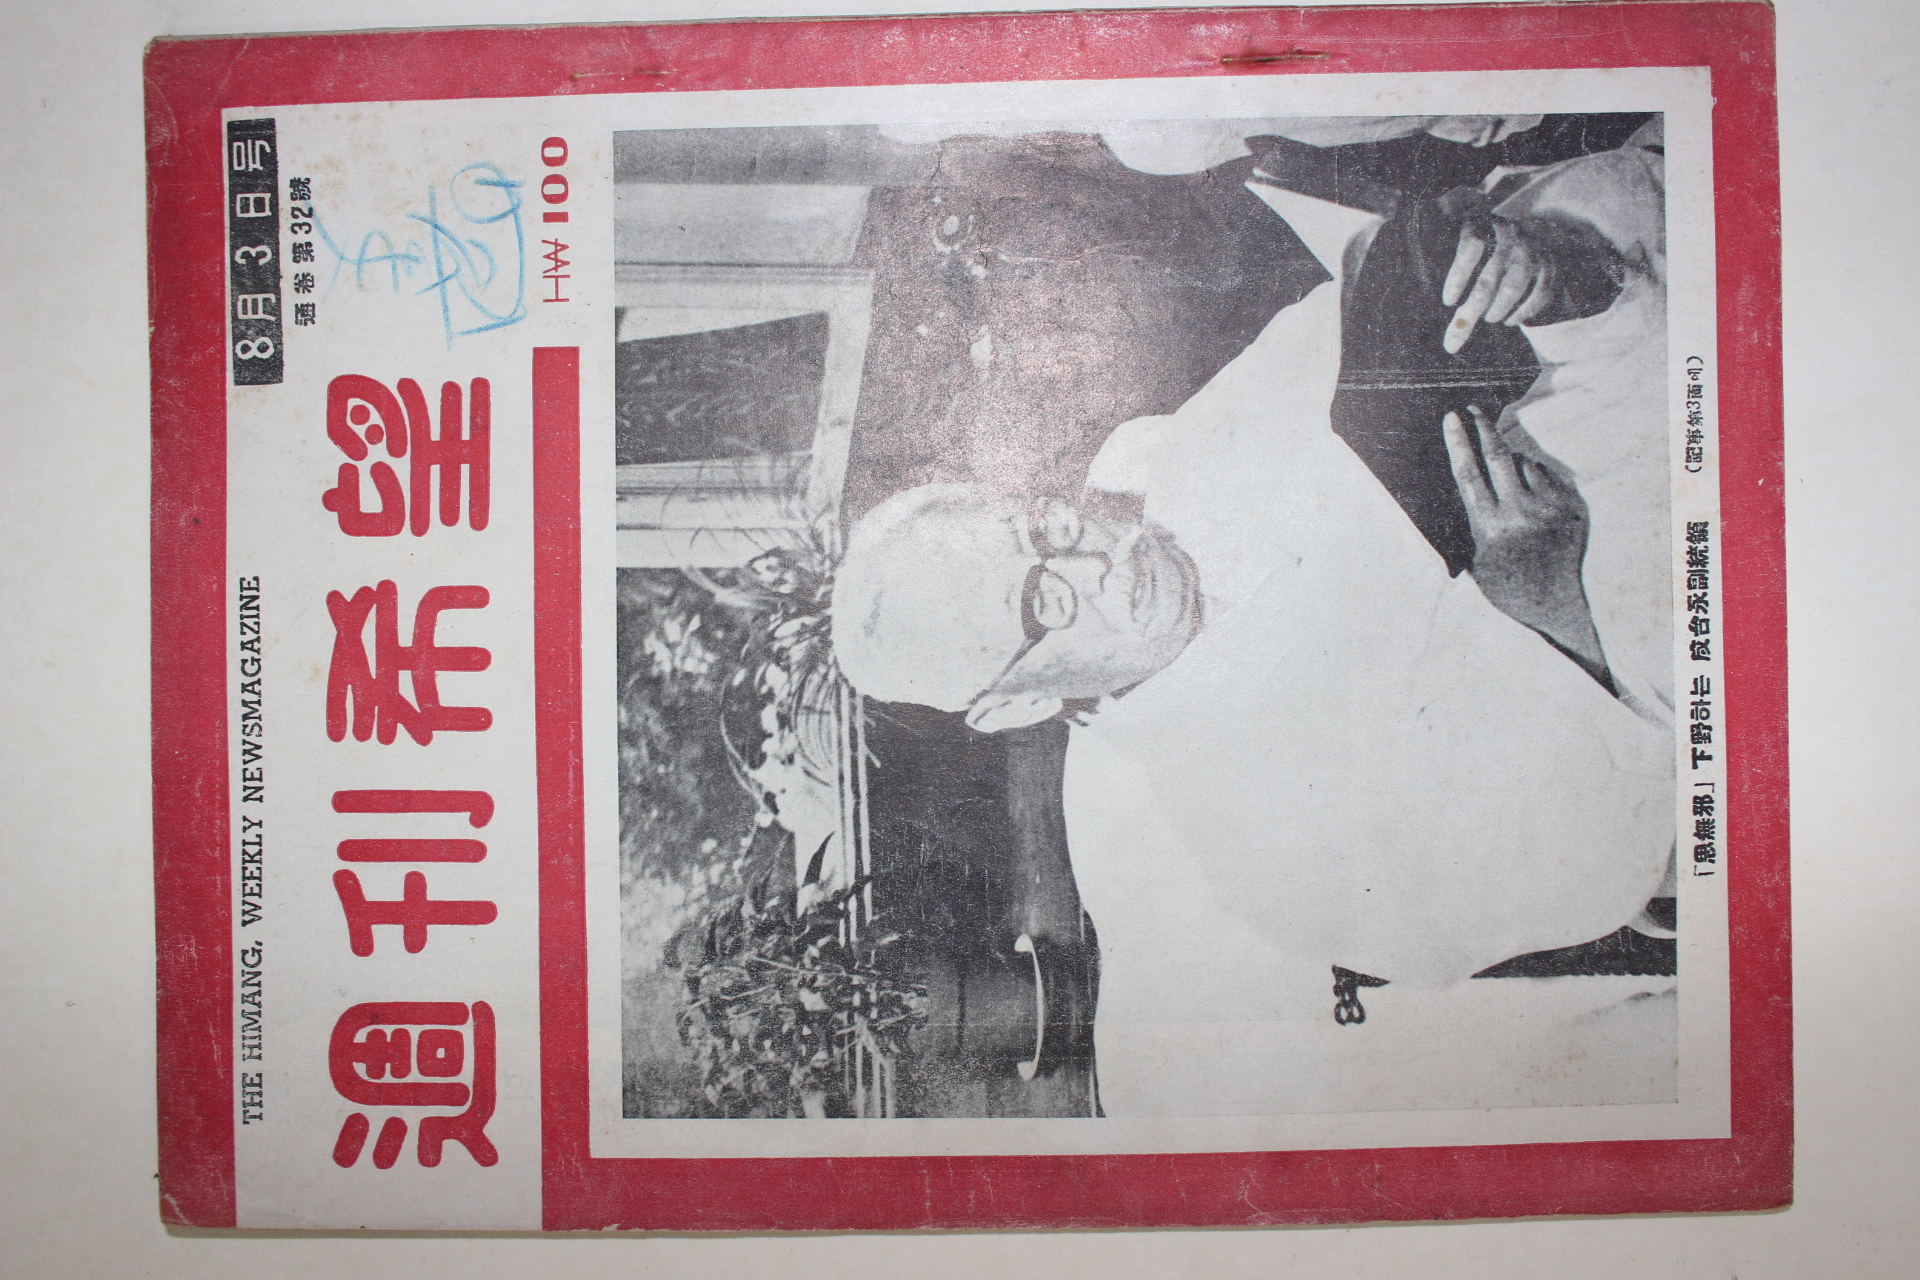 THE HIMANG, WEEKLY NEWSMAGAZINE
8月3日号
通卷第32號
週刊希望
HW100
84
「思無邪」 下野하는 咸台永副統領 (記事第3面에)